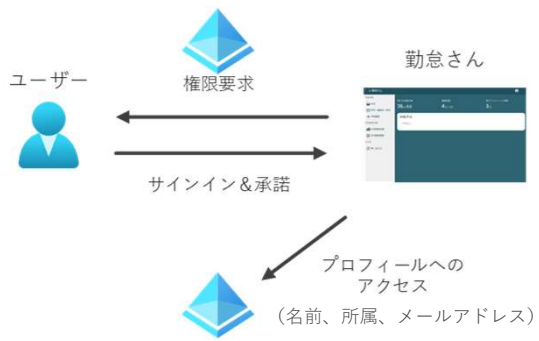 勤怠さん
ユーザー
権限要求
サインイン＆承諾
プロフィールへの
アクセス
（名前、所属、メールアドレス）